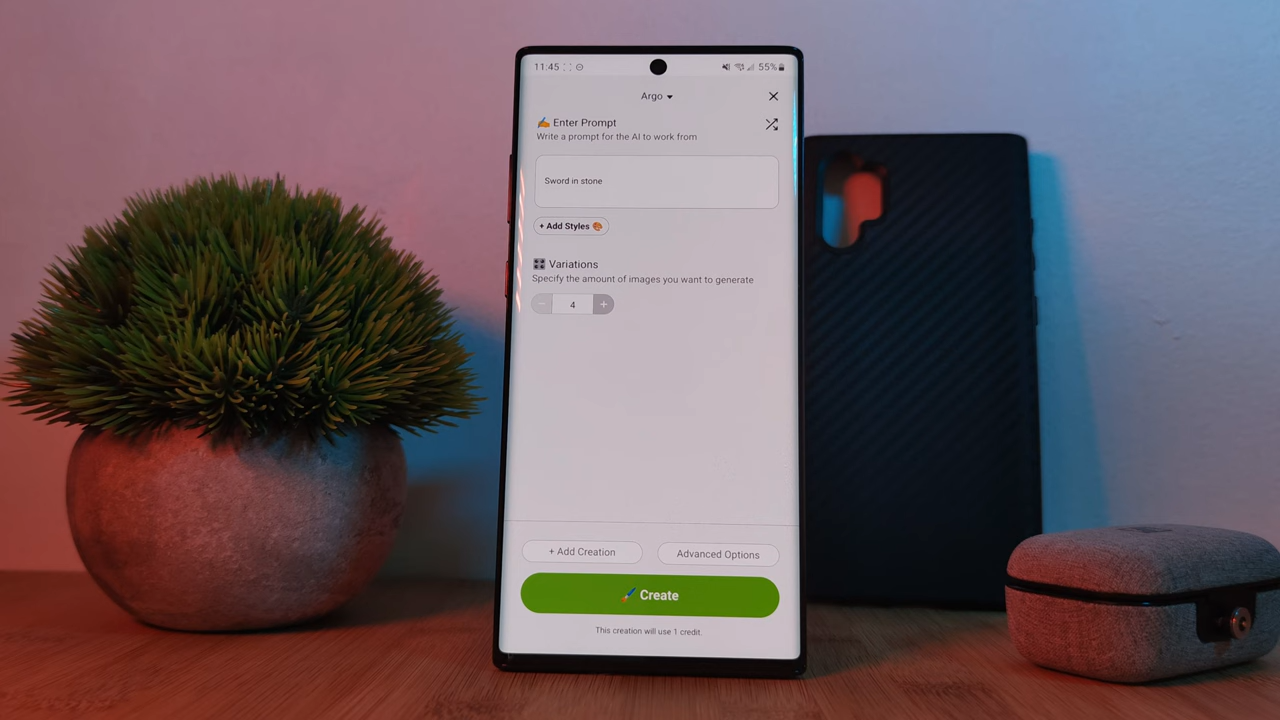 11:45
55%
Argo
Enter Prompt
Write a prompt for the AI to work from
Sword in stone
+ Add Styles
Variations
Specify the amount of images you want to generate
− 4 +
+ Add Creation
Advanced Options
Create
This creation will use 1 credit.